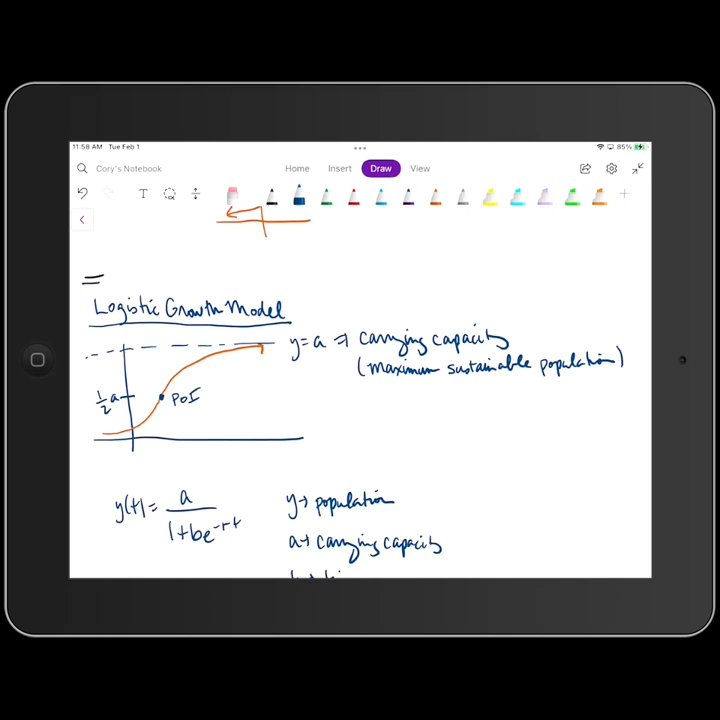 11:58 AM Tue Feb 1
85%
Cory's Notebook
Home Insert Draw View
T
Logistic Growth Model
y=a → carrying capacity
(maximum sustainable population)
1/2 a
POI
y(t)= a / 1+be^-rt
y→ population
a→ carrying capacity